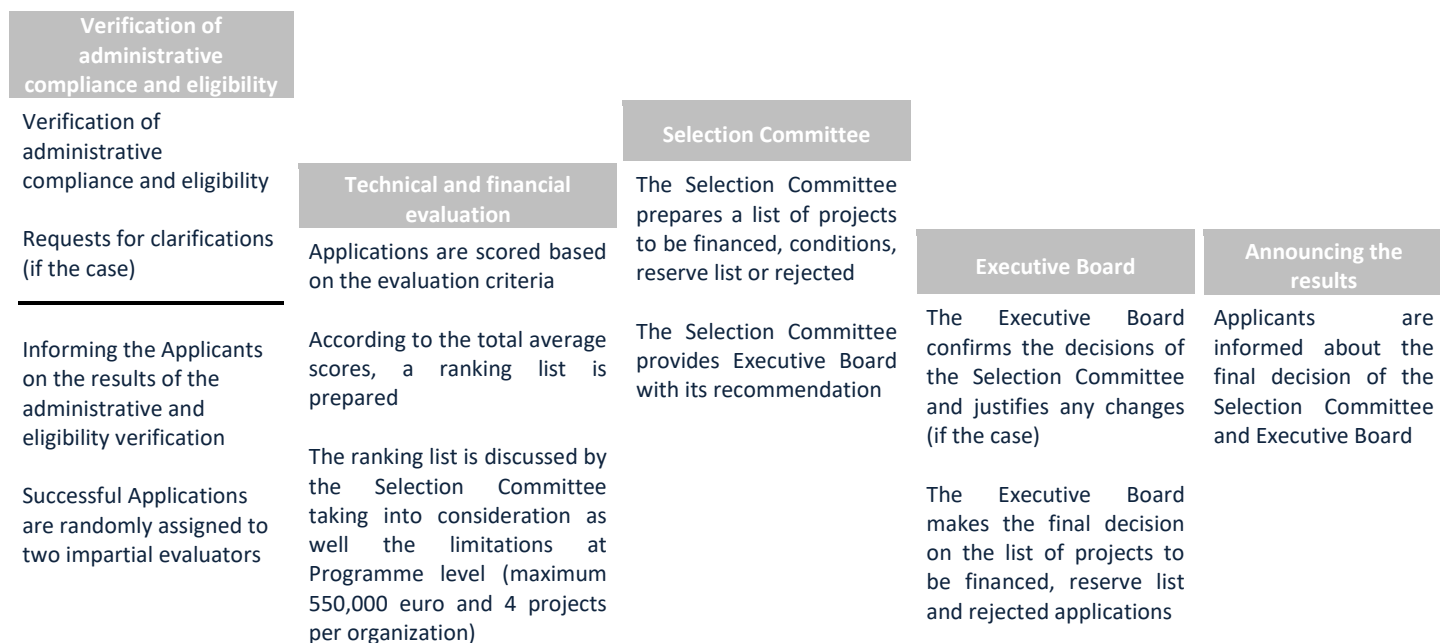 Verification of
administrative
compliance and eligibility
Verification of
administrative
compliance and eligibility
Requests for clarifications
(if the case)
Informing the Applicants
on the results of the
administrative and
eligibility verification
Successful Applications
are randomly assigned to
two impartial evaluators
Technical and financial
evaluation
Applications are scored based
on the evaluation criteria
According to the total average
scores, a ranking list is
prepared
The ranking list is discussed by
the Selection Committee
taking into consideration as
well the limitations at
Programme level (maximum
550,000 euro and 4 projects
per organization)
Selection Committee
The Selection Committee
prepares a list of projects
to be financed, conditions,
reserve list or rejected
The Selection Committee
provides Executive Board
with its recommendation
Executive Board
The Executive Board
confirms the decisions of
the Selection Committee
and justifies any changes
(if the case)
The Executive Board
makes the final decision
on the list of projects to
be financed, reserve list
and rejected applications
Announcing the
results
Applicants are
informed about the
final decision of the
Selection Committee
and Executive Board